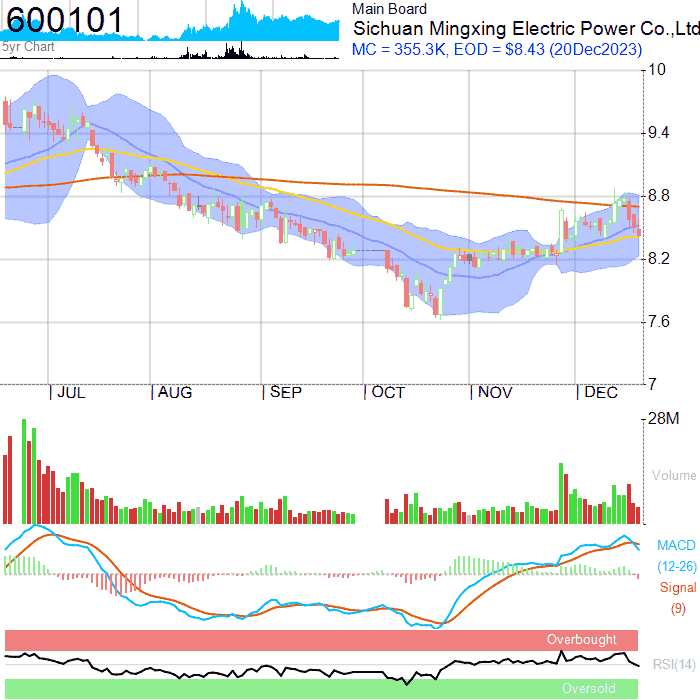 600101
5yr Chart
Main Board
Sichuan Mingxing Electric Power Co.,Ltd
MC = 355.3K, EOD = $8.43 (20Dec2023)
10
9.4
8.8
8.2
7.6
7
JUL AUG SEP OCT NOV DEC
28M
Volume
MACD
(12-26)
Signal
(9)
Overbought
RSI(14)
Oversold